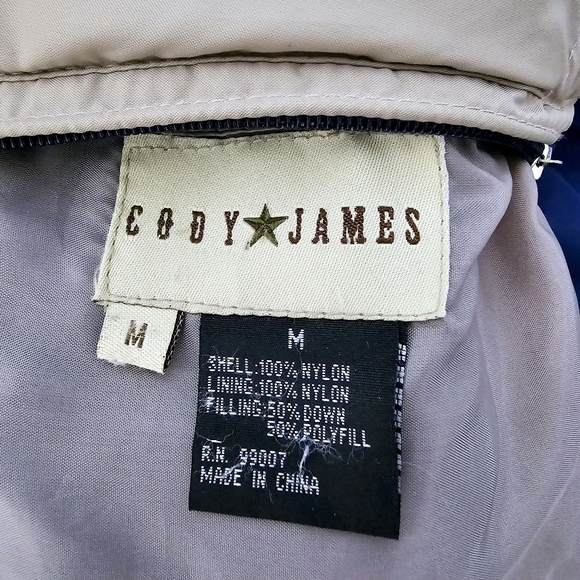 CODY JAMES
M
M
SHELL:100% NYLON
LINING:100% NYLON
FILLING:50% DOWN
50% POLYFILL
R.N. 99007
MADE IN CHINA